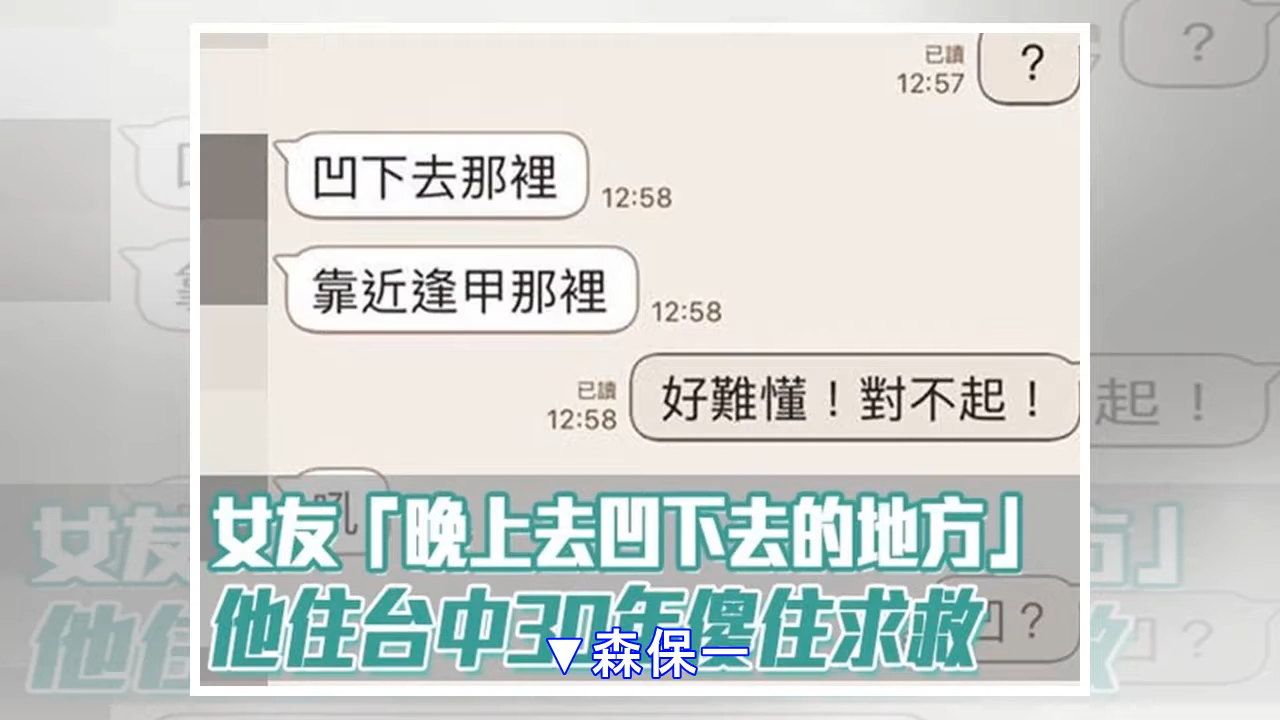 已讀
12:57
?
凹下去那裡
12:58
靠近逢甲那裡
12:58
已讀
12:58
好難懂！對不起！
吼
女友「晚上去凹下去的地方」
他住台中30年傻住求救
▼森保一